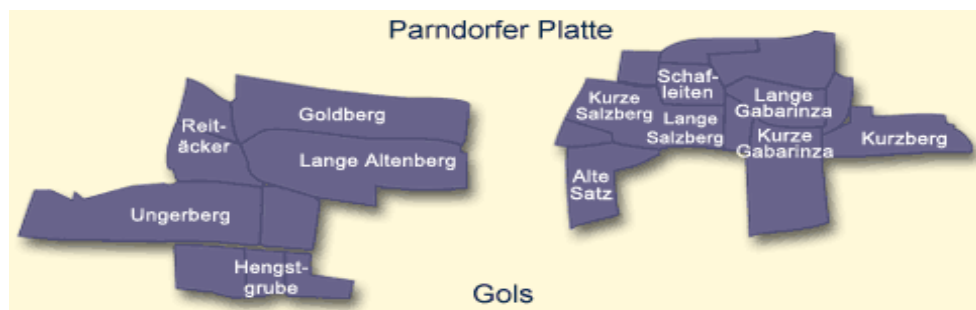 Parndorfer Platte
Goldberg
Reit-
äcker
Lange Altenberg
Ungerberg
Hengst-
grube
Schaf-
leiten
Kurze
Salzberg
Lange
Salzberg
Lange
Gabarinza
Kurze
Gabarinza
Kurzberg
Alte
Satz
Gols